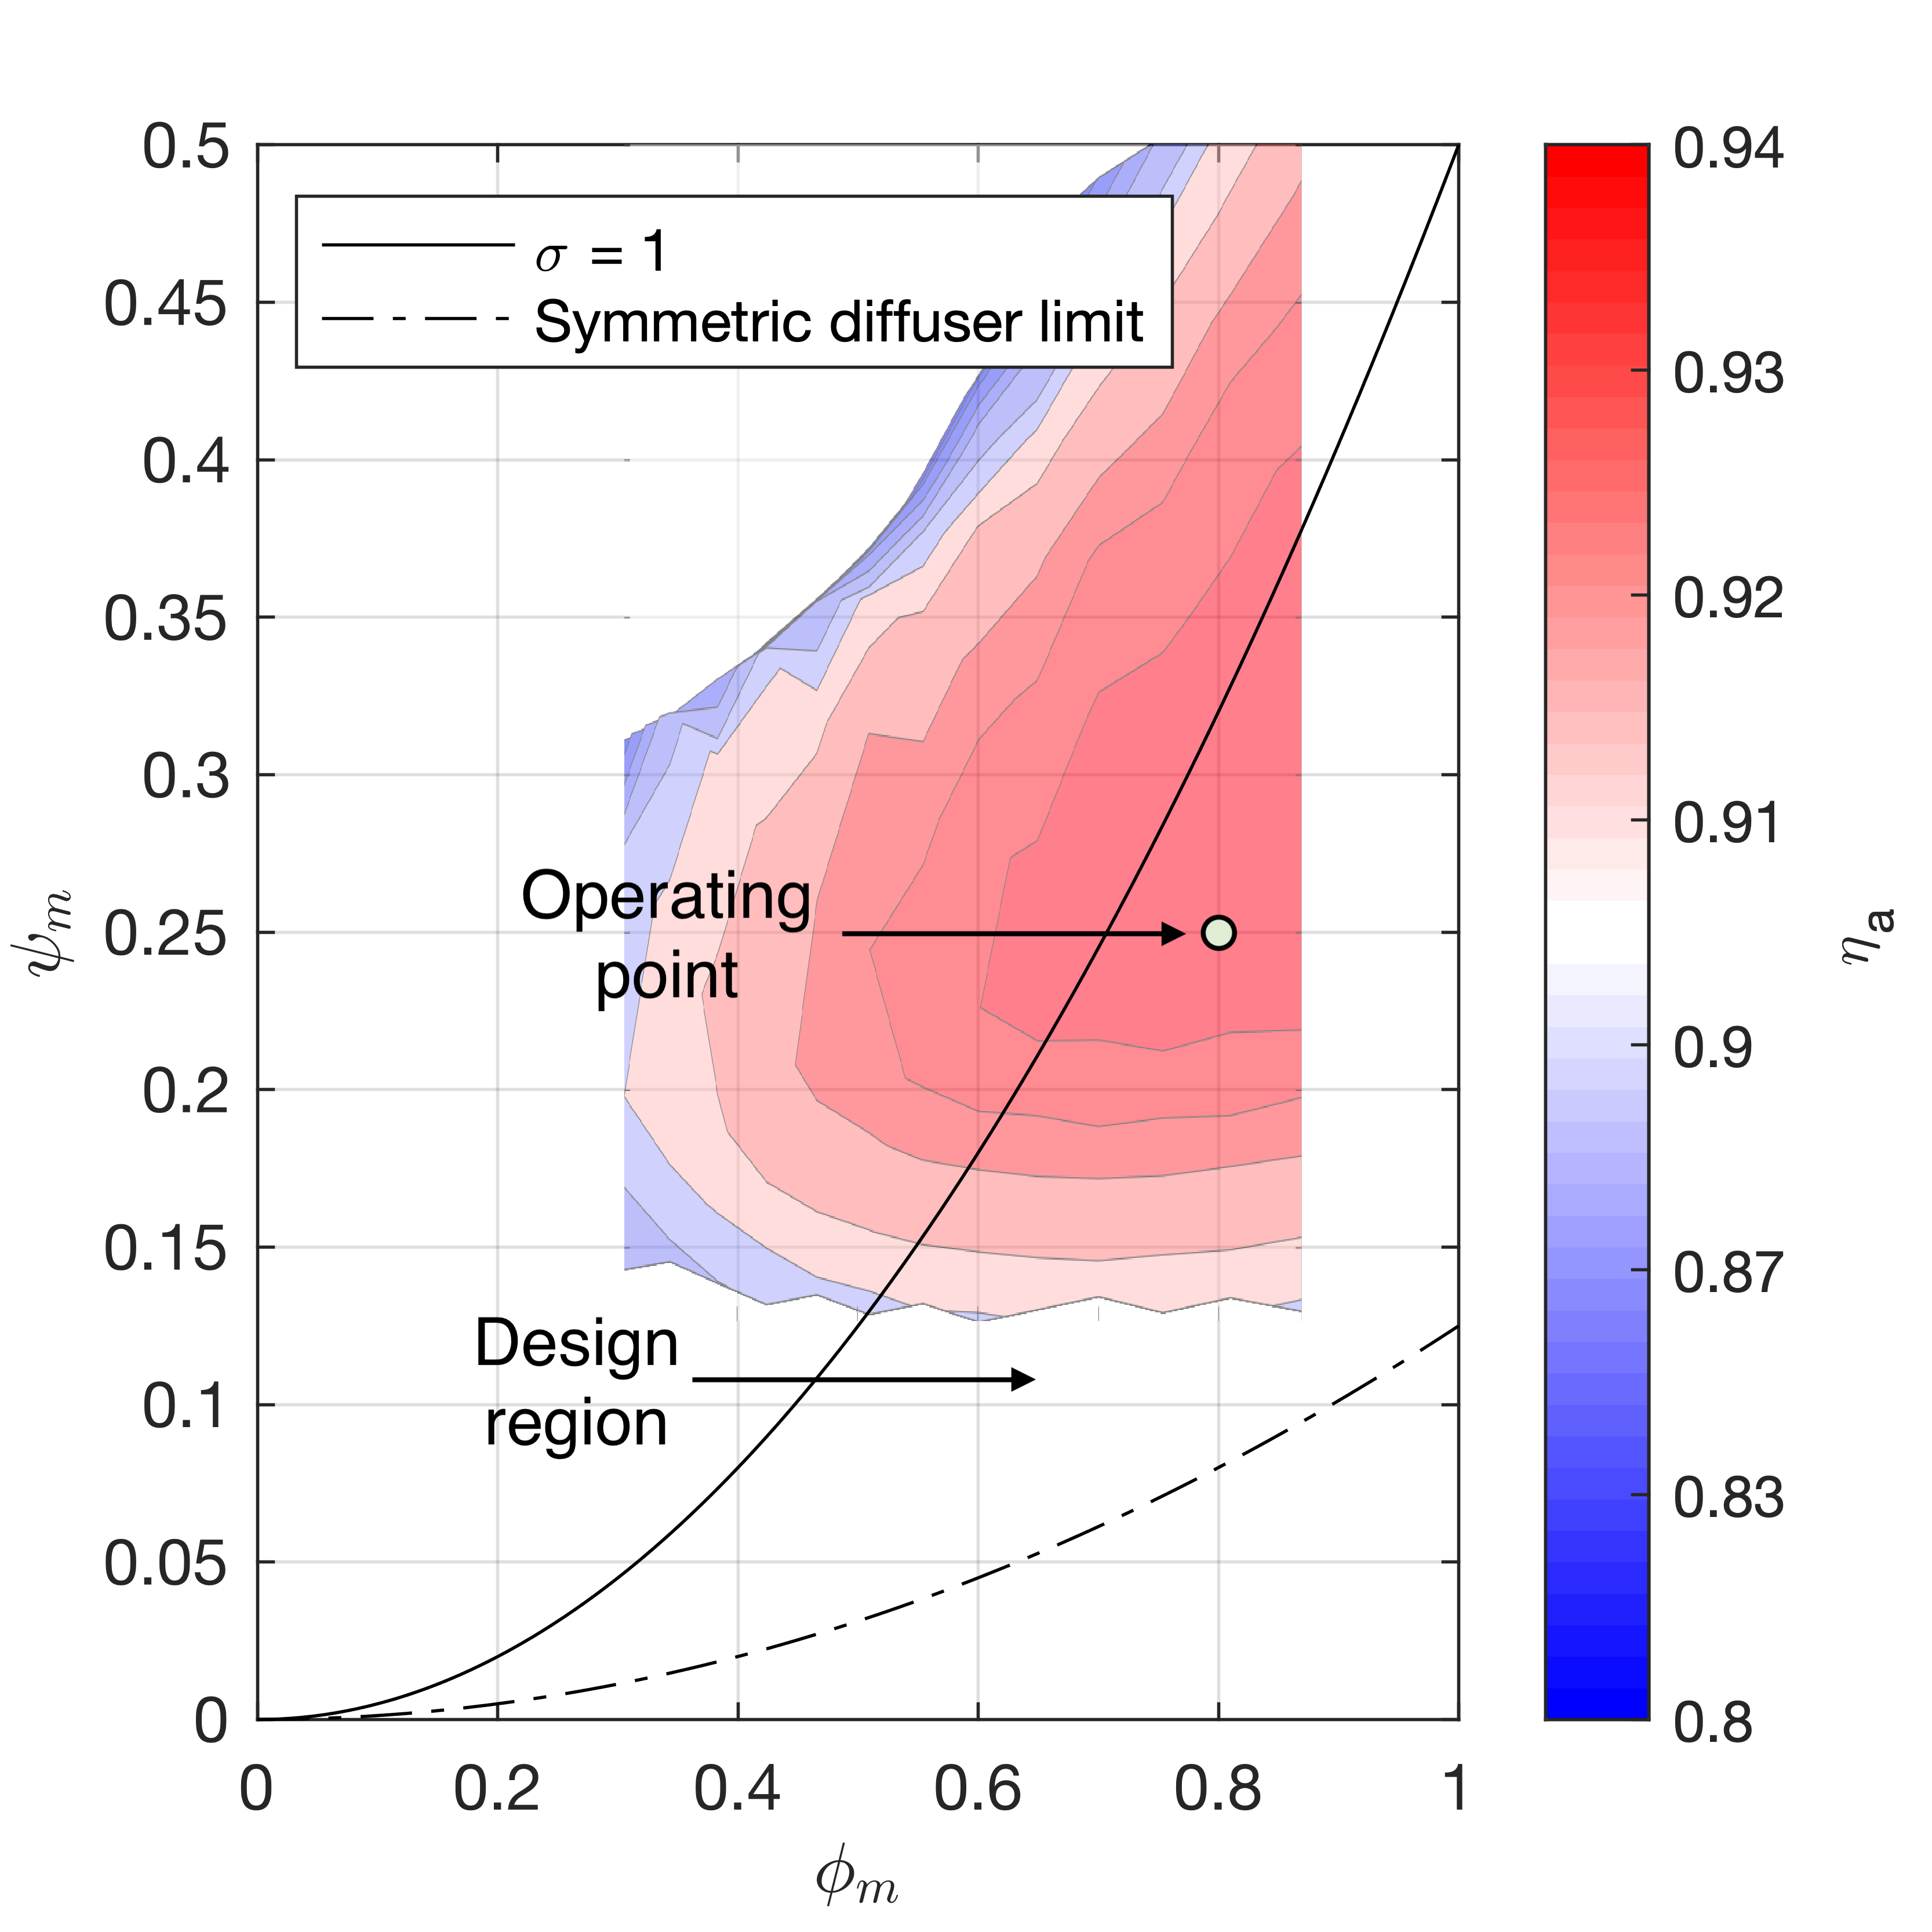 0.5
0.45
0.4
0.35
0.3
0.25
0.2
0.15
0.1
0.05
0
ψm
σ = 1
Symmetric diffuser limit
Operating
point
Design
region
0 0.2 0.4 0.6 0.8 1
ϕm
0.94
0.93
0.92
0.91
0.9
0.87
0.83
0.8
ηa